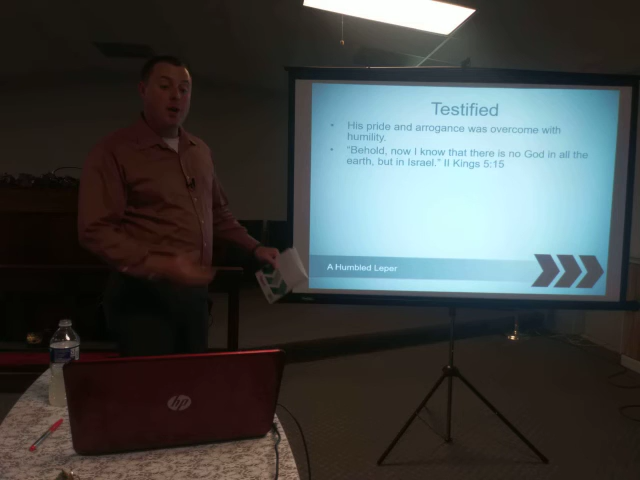 Testified
• His pride and arrogance was overcome with
humility.
• "Behold, now I know that there is no God in all the
earth, but in Israel." II Kings 5:15
A Humbled Leper
hp